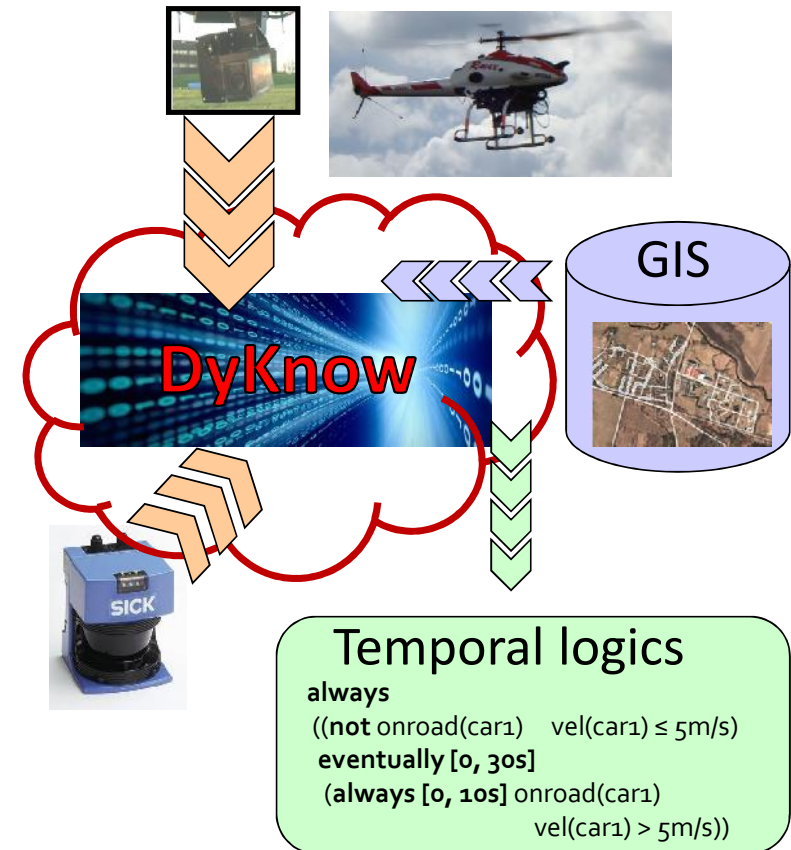 GIS
DyKnow
SICK
Temporal logics
always
((not onroad(car1) vel(car1) ≤ 5m/s)
eventually [0, 30s]
(always [0, 10s] onroad(car1)
vel(car1) > 5m/s))